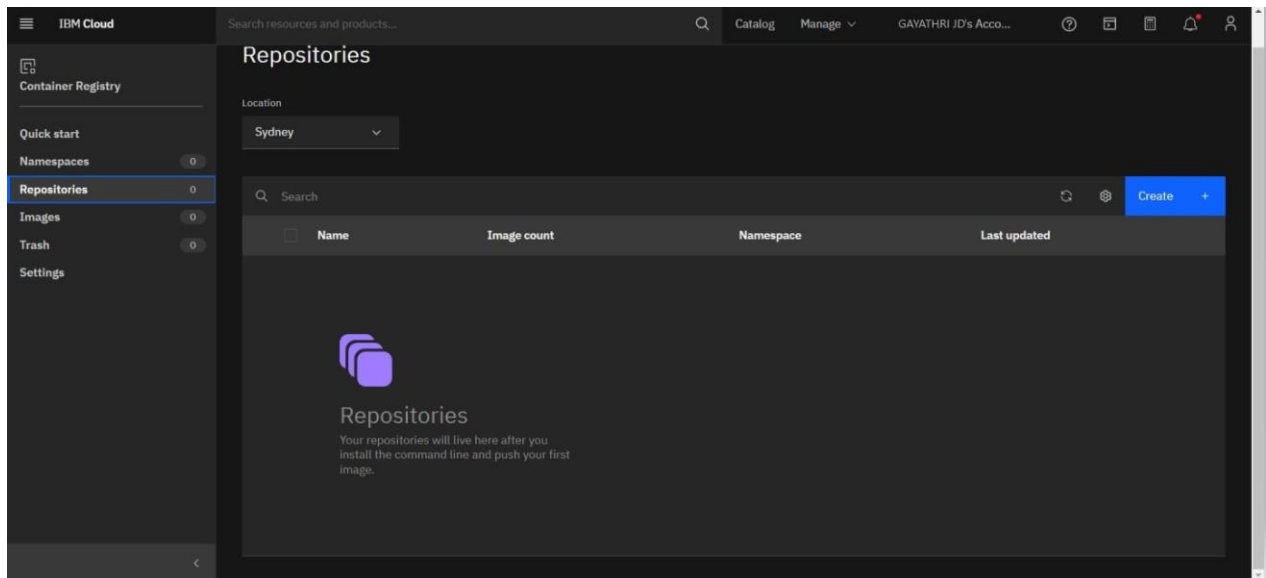 IBM Cloud
Search resources and products...
Catalog
Manage
GAYATHRI JD's Acco...
Container Registry
Quick start
Namespaces 0
Repositories 0
Images 0
Trash 0
Settings
Repositories
Location
Sydney
Search
Create +
Name Image count Namespace Last updated
Repositories
Your repositories will live here after you
install the command line and push your first
image.